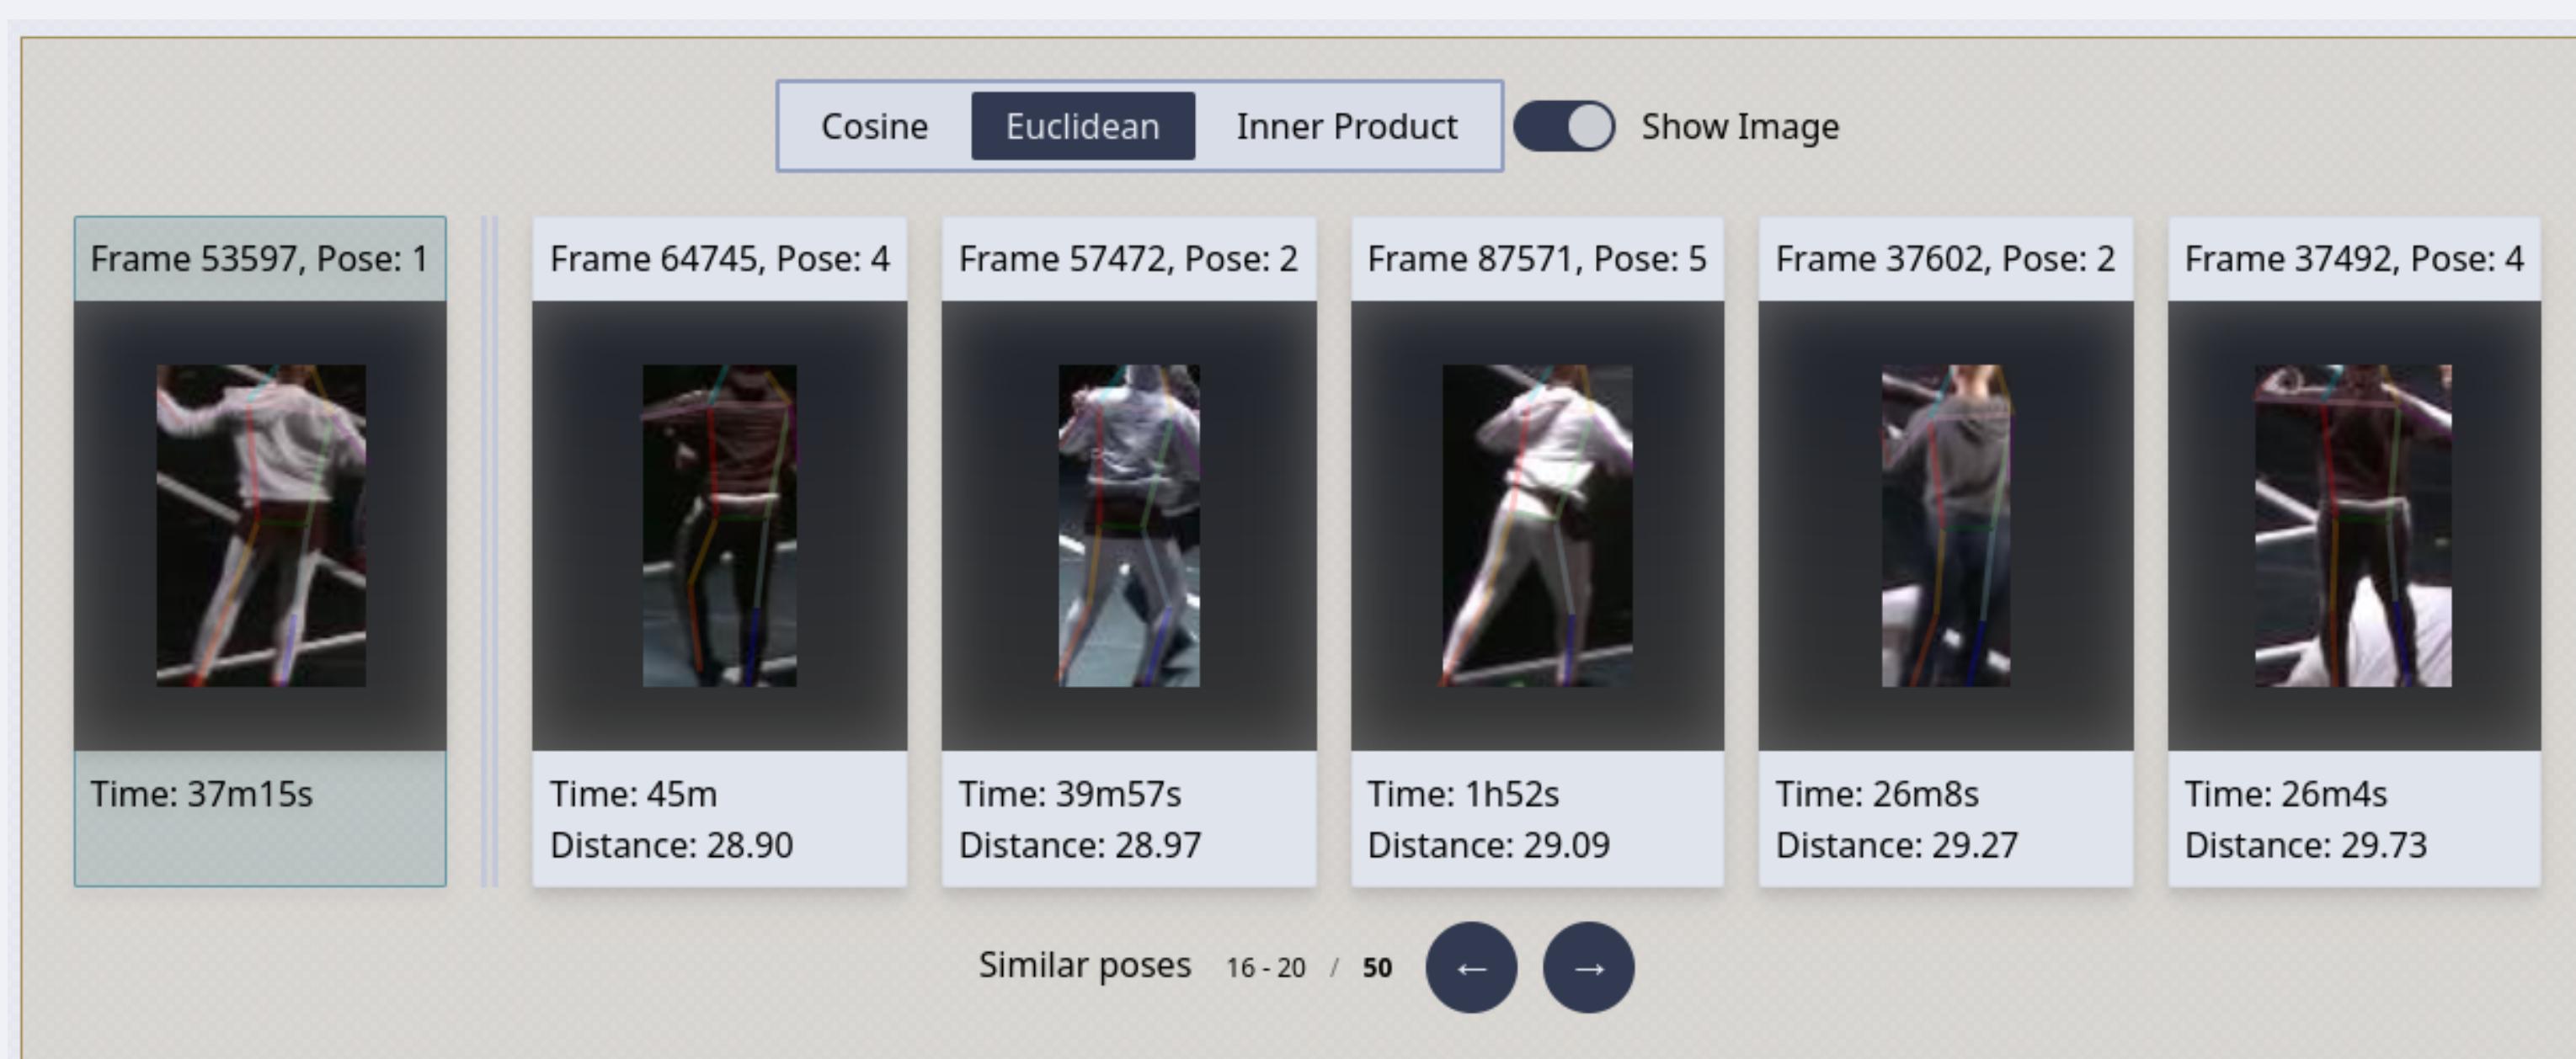 Cosine Euclidean Inner Product Show Image
Frame 53597, Pose: 1
Time: 37m15s
Frame 64745, Pose: 4
Time: 45m
Distance: 28.90
Frame 57472, Pose: 2
Time: 39m57s
Distance: 28.97
Frame 87571, Pose: 5
Time: 1h52s
Distance: 29.09
Frame 37602, Pose: 2
Time: 26m8s
Distance: 29.27
Frame 37492, Pose: 4
Time: 26m4s
Distance: 29.73
Similar poses 16 - 20 / 50 ← →